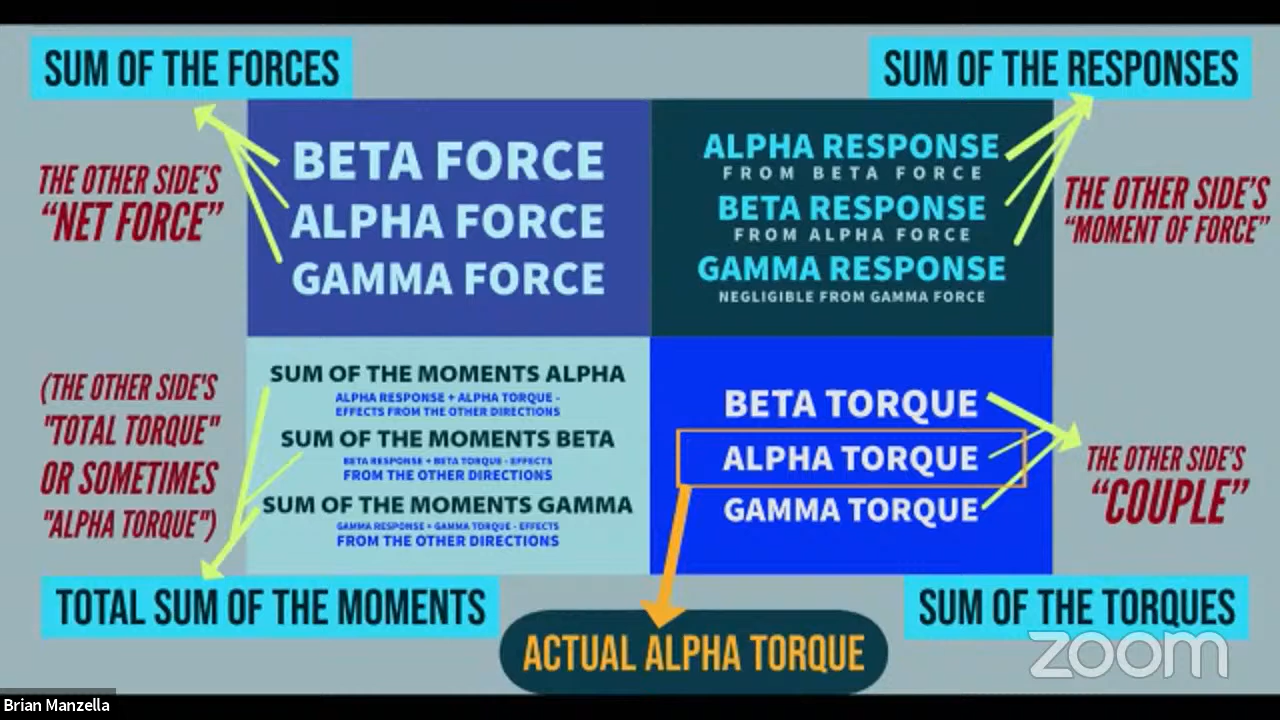 SUM OF THE FORCES
SUM OF THE RESPONSES
THE OTHER SIDE'S
"NET FORCE"
BETA FORCE
ALPHA FORCE
GAMMA FORCE
ALPHA RESPONSE
FROM BETA FORCE
BETA RESPONSE
FROM ALPHA FORCE
GAMMA RESPONSE
NEGLIGIBLE FROM GAMMA FORCE
THE OTHER SIDE'S
"MOMENT OF FORCE"
(THE OTHER SIDE'S
"TOTAL TORQUE"
OR SOMETIMES
"ALPHA TORQUE")
SUM OF THE MOMENTS ALPHA
ALPHA RESPONSE + ALPHA TORQUE -
EFFECTS FROM THE OTHER DIRECTIONS
SUM OF THE MOMENTS BETA
BETA RESPONSE + BETA TORQUE - EFFECTS
FROM THE OTHER DIRECTIONS
SUM OF THE MOMENTS GAMMA
GAMMA RESPONSE + GAMMA TORQUE - EFFECTS
FROM THE OTHER DIRECTIONS
BETA TORQUE
ALPHA TORQUE
GAMMA TORQUE
THE OTHER SIDE'S
"COUPLE"
TOTAL SUM OF THE MOMENTS
SUM OF THE TORQUES
ACTUAL ALPHA TORQUE
zoom
Brian Manzella